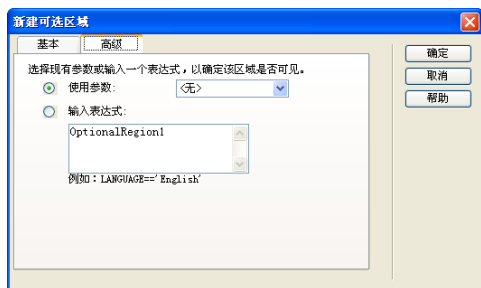 新建可选区域
基本 高级
确定
取消
帮助
选择现有参数或输入一个表达式，以确定该区域是否可见。
使用参数: <无>
输入表达式:
OptionalRegion1
例如：LANGUAGE=='English'